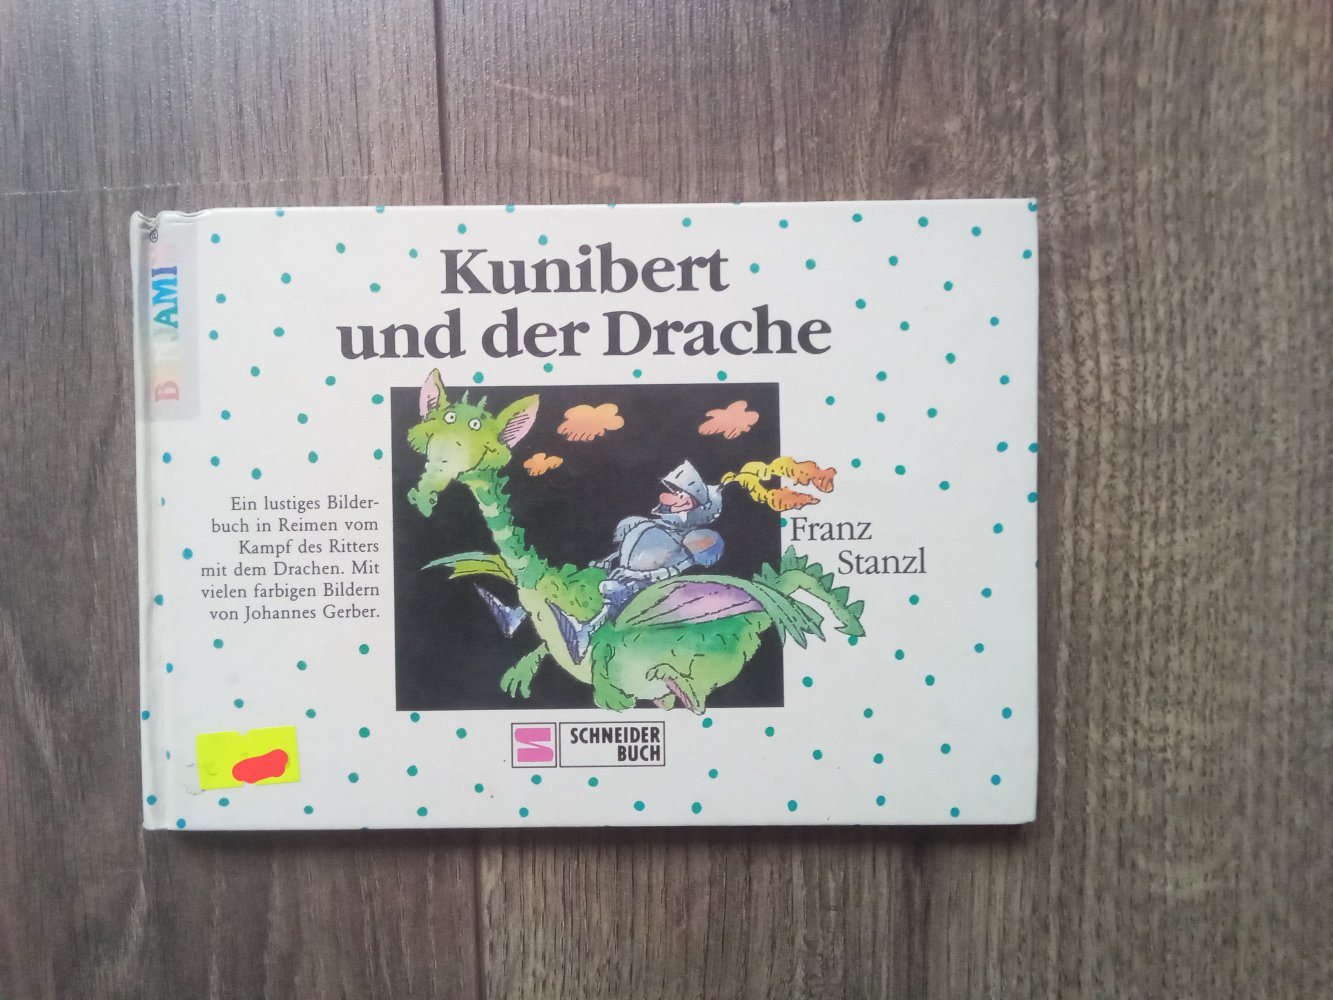 Kunibert
und der Drache
Ein lustiges Bilder-
buch in Reimen vom
Kampf des Ritters
mit dem Drachen. Mit
vielen farbigen Bildern
von Johannes Gerber.
Franz
Stanzl
SCHNEIDER
BUCH